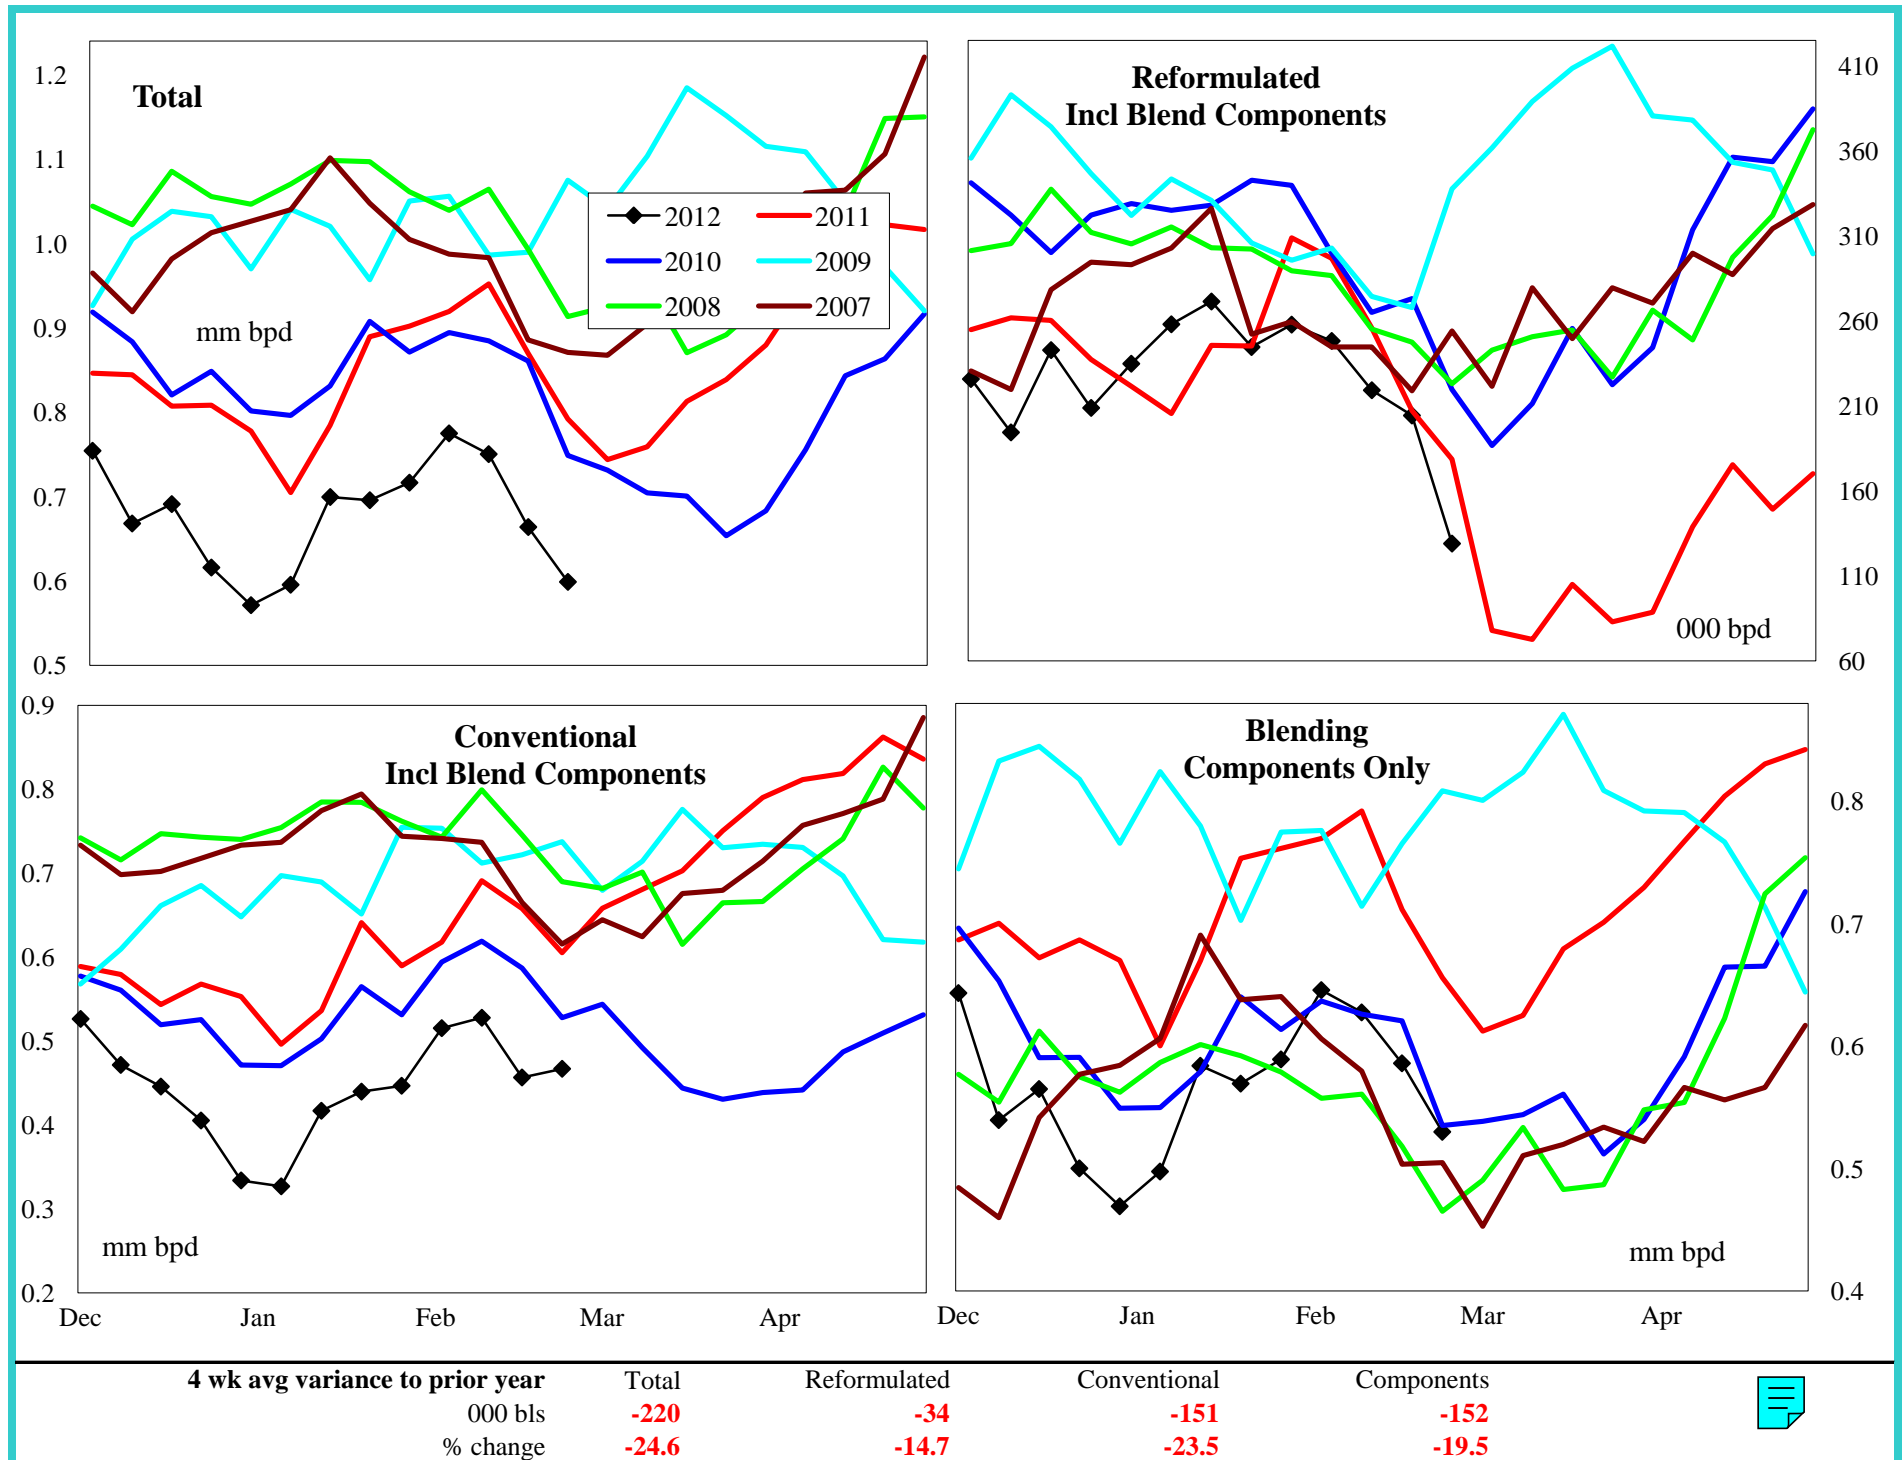 Total
mm bpd
1.2
1.1
1.0
0.9
0.8
0.7
0.6
0.5
2012 2011
2010 2009
2008 2007
Reformulated
Incl Blend Components
000 bpd
410
360
310
260
210
160
110
60
Conventional
Incl Blend Components
mm bpd
0.9
0.8
0.7
0.6
0.5
0.4
0.3
0.2
Dec Jan Feb Mar Apr
Blending
Components Only
mm bpd
0.8
0.7
0.6
0.5
0.4
Dec Jan Feb Mar Apr
4 wk avg variance to prior year Total Reformulated Conventional Components
000 bls -220 -34 -151 -152
% change -24.6 -14.7 -23.5 -19.5